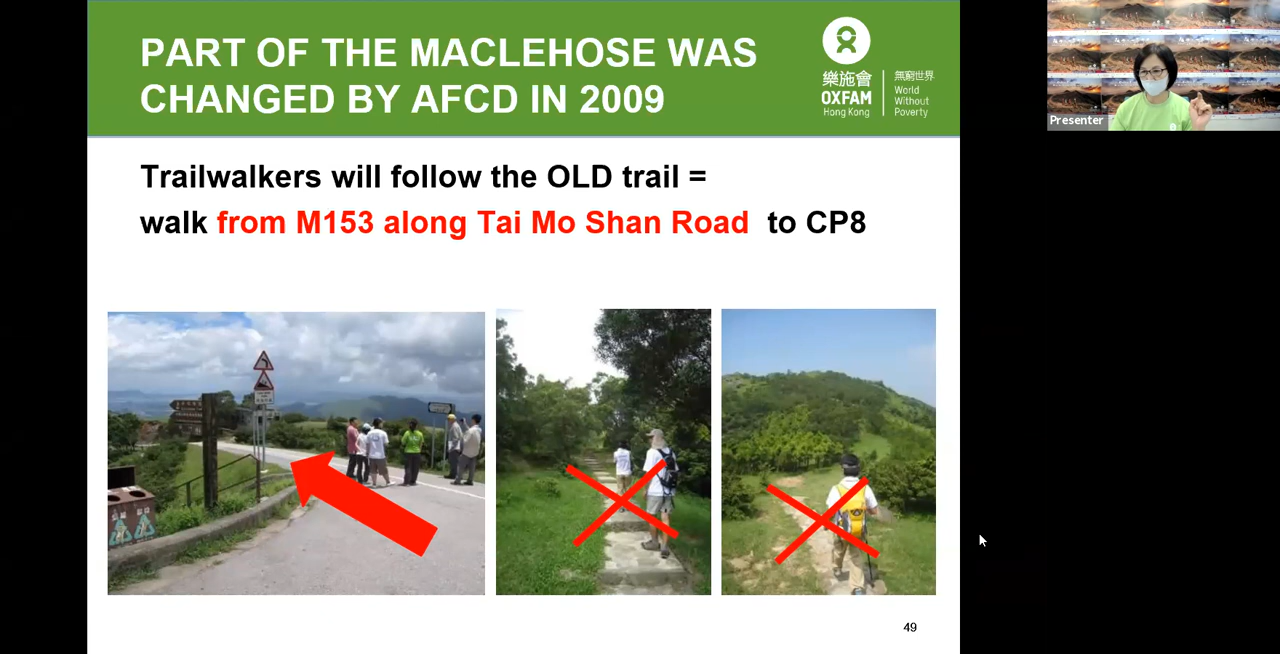 PART OF THE MACLEHOSE WAS
CHANGED BY AFCD IN 2009
樂施會
OXFAM
Hong Kong
無窮世界
World
Without
Poverty
Presenter
Trailwalkers will follow the OLD trail =
walk from M153 along Tai Mo Shan Road to CP8
49